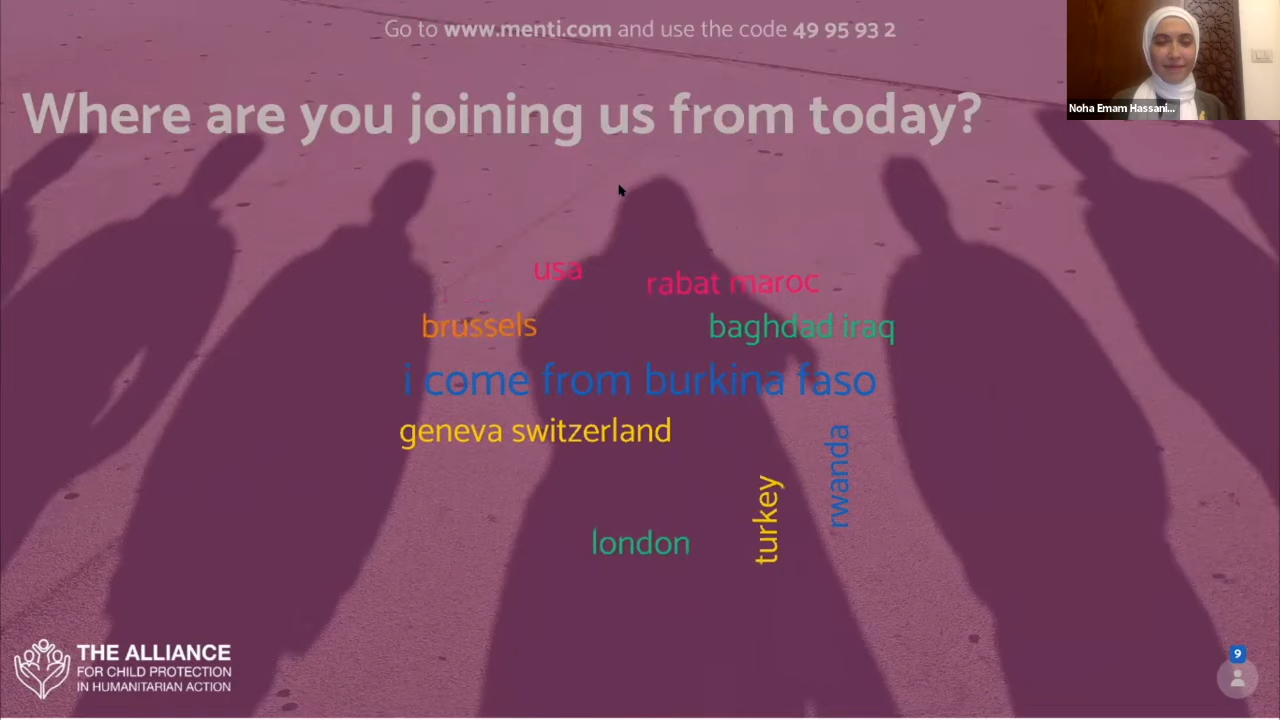 Go to www.menti.com and use the code 49 95 93 2
Noha Emam Hassani...
Where are you joining us from today?
usa
rabat maroc
brussels
baghdad iraq
i come from burkina faso
geneva switzerland
rwanda
turkey
london
THE ALLIANCE
FOR CHILD PROTECTION
IN HUMANITARIAN ACTION
9